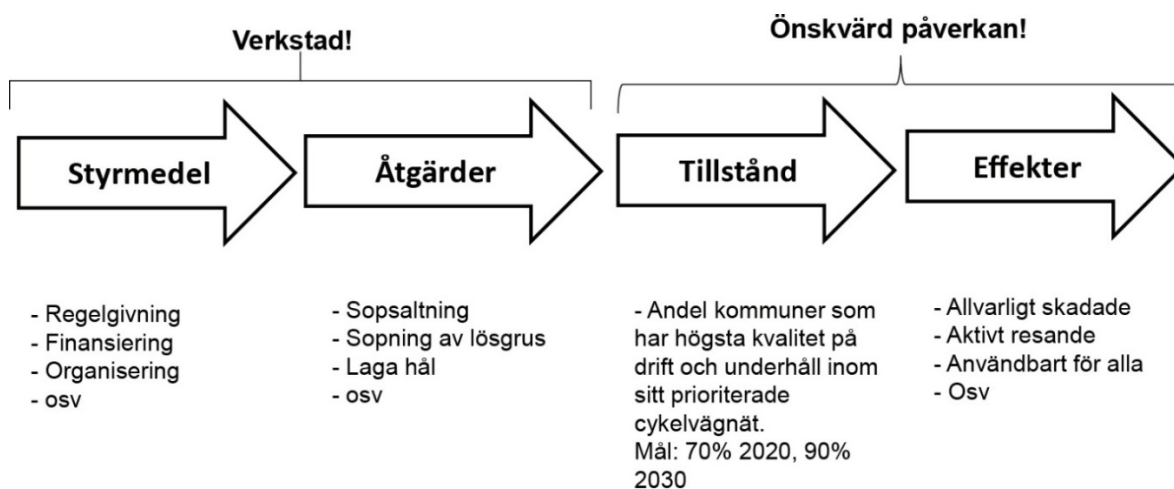 Verkstad!
Önskvärd påverkan!
Styrmedel
Åtgärder
Tillstånd
Effekter
- Regelgivning
- Finansiering
- Organisering
- osv
- Sopsaltning
- Sopning av lösgrus
- Laga hål
- osv
- Andel kommuner som
har högsta kvalitet på
drift och underhåll inom
sitt prioriterade
cykelvägnät.
Mål: 70% 2020, 90%
2030
- Allvarligt skadade
- Aktivt resande
- Användbart för alla
- Osv